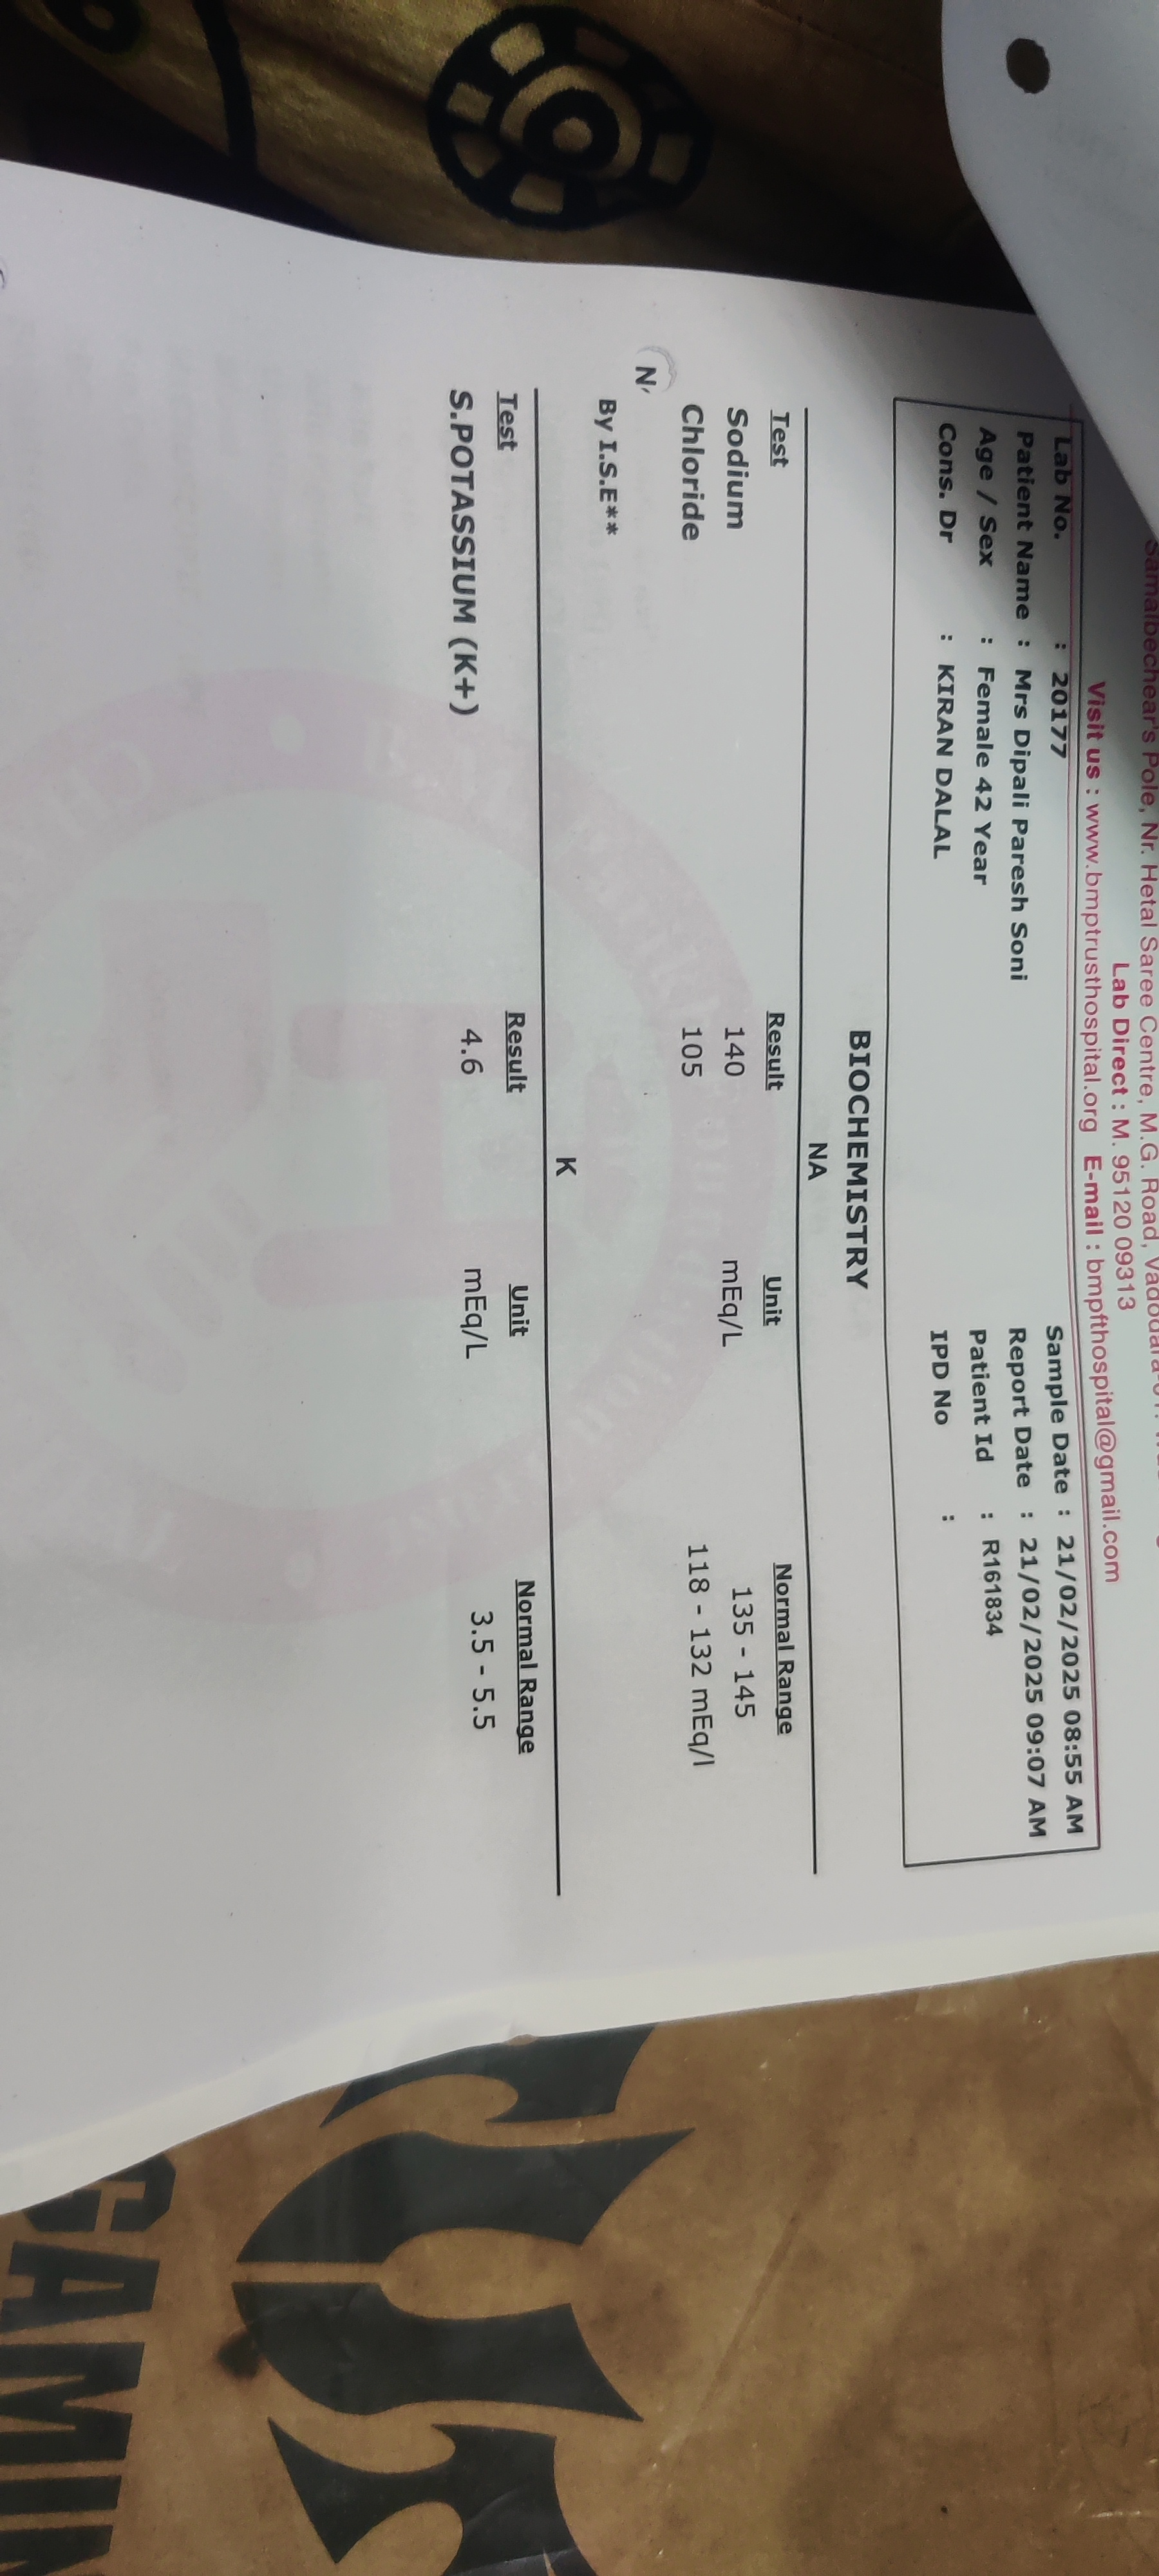 Samalbechear's Pole, Nr. Hetal Saree Centre, M.G. Road,
Lab Direct : M. 95120 09313
Visit us : www.bmptrusthospital.org E-mail : bmpfthospital@gmail.com
Lab No. : 20177 Sample Date : 21/02/2025 08:55 AM
Patient Name : Mrs Dipali Paresh Soni Report Date : 21/02/2025 09:07 AM
Age / Sex : Female 42 Year Patient Id : R161834
Cons. Dr : KIRAN DALAL IPD No :
BIOCHEMISTRY
NA
Test Result Unit Normal Range
Sodium 140 mEq/L 135 - 145
Chloride 105 118 - 132 mEq/l
By I.S.E**
K
Test Result Unit Normal Range
S.POTASSIUM (K+) 4.6 mEq/L 3.5 - 5.5